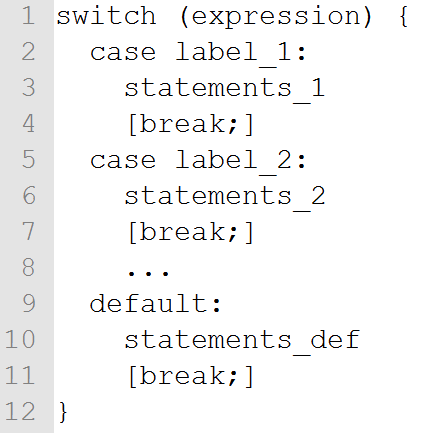 1 switch (expression) {
2   case label_1:
3     statements_1
4     [break;]
5   case label_2:
6     statements_2
7     [break;]
8     ...
9   default:
10     statements_def
11     [break;]
12 }